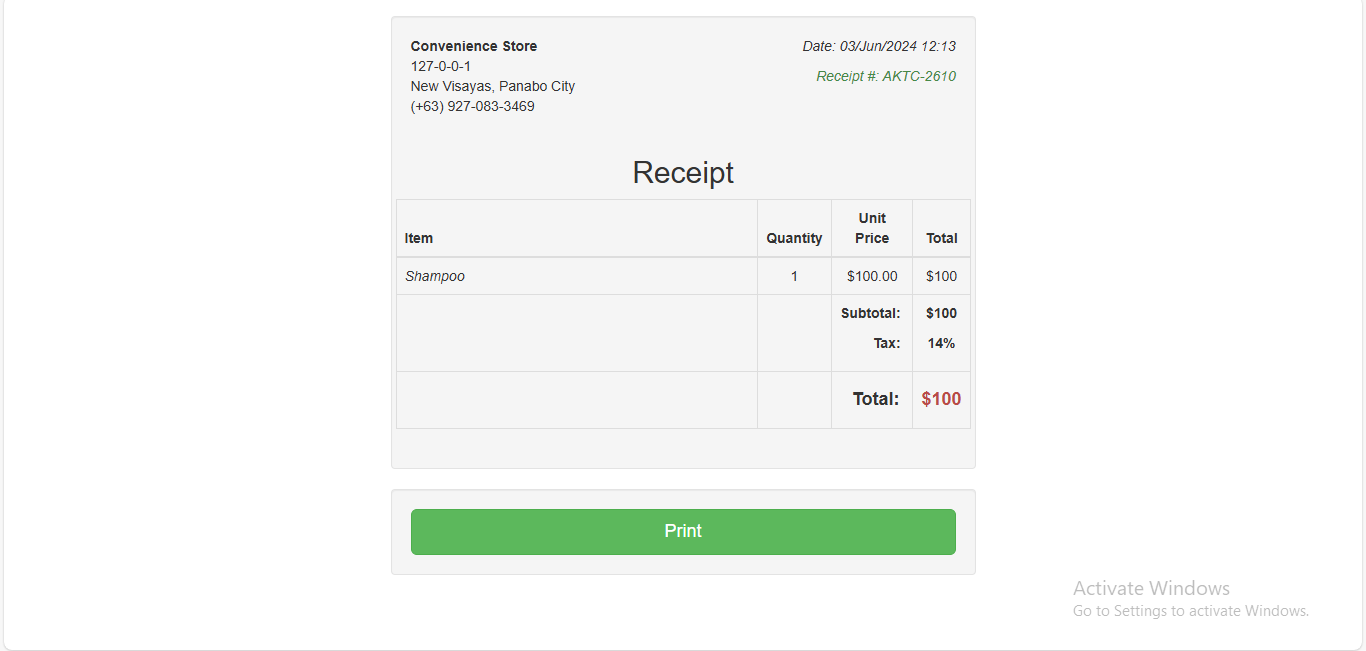 Convenience Store
127-0-0-1
New Visayas, Panabo City
(+63) 927-083-3469
Date: 03/Jun/2024 12:13
Receipt #: AKTC-2610
Receipt
Item Quantity Unit Price Total
Shampoo 1 $100.00 $100
Subtotal: $100
Tax: 14%
Total: $100
Print
Activate Windows
Go to Settings to activate Windows.